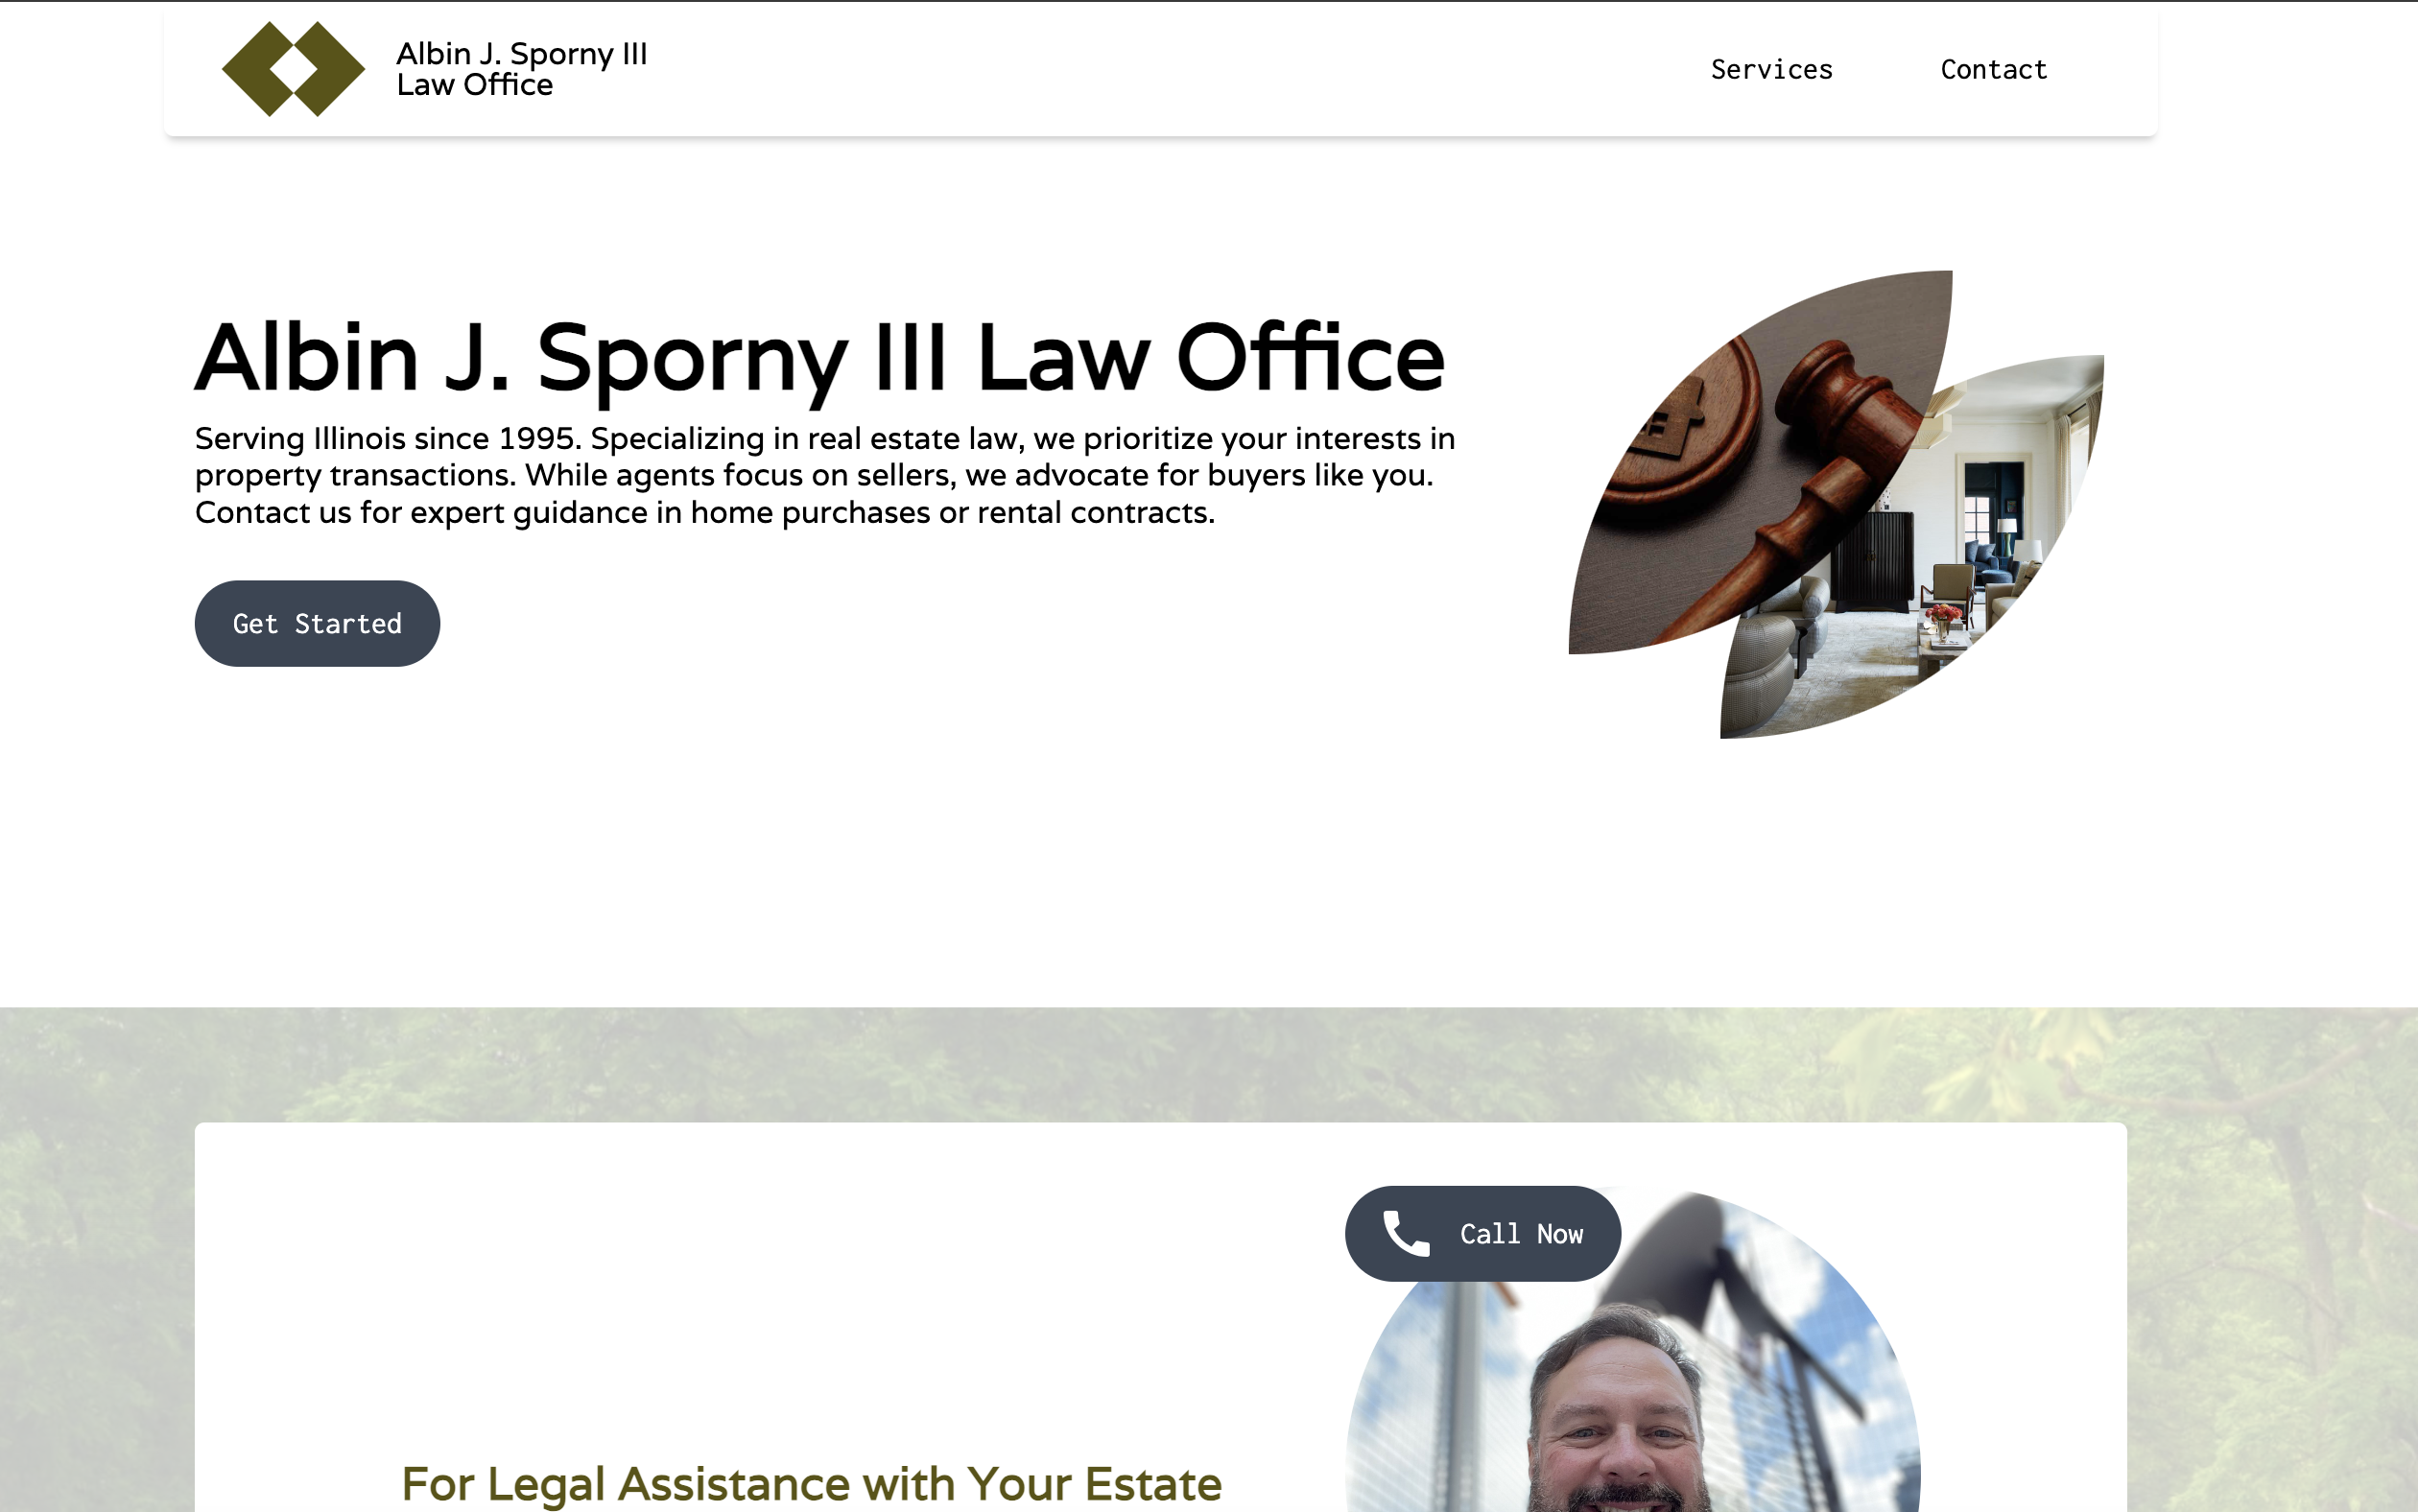 Albin J. Sporny III
Law Office
Services
Contact
Albin J. Sporny III Law Office
Serving Illinois since 1995. Specializing in real estate law, we prioritize your interests in
property transactions. While agents focus on sellers, we advocate for buyers like you.
Contact us for expert guidance in home purchases or rental contracts.
Get Started
Call Now
For Legal Assistance with Your Estate